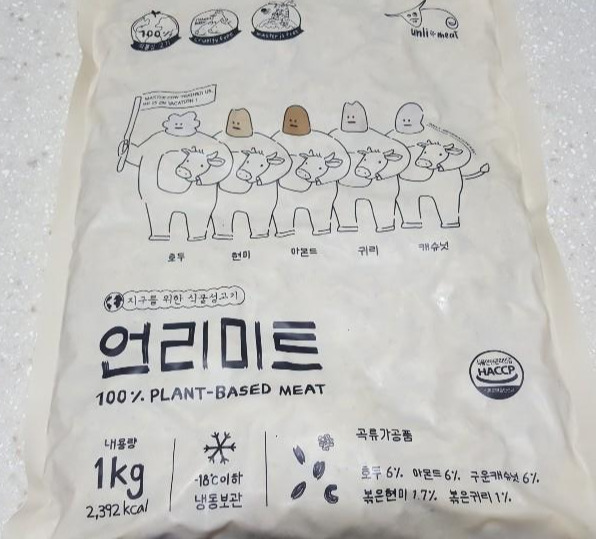 100%
unli meat
호두 현미 아몬드 귀리 캐슈넛
지구를 위한 식물성고기
언리미트
100% PLANT-BASED MEAT
HACCP
내용량
1kg
2,392 kcal
-18℃이하
냉동보관
곡류가공품
호두 6% 아몬드 6% 구운캐슈넛 6%
볶은현미 1.7% 볶은귀리 1%